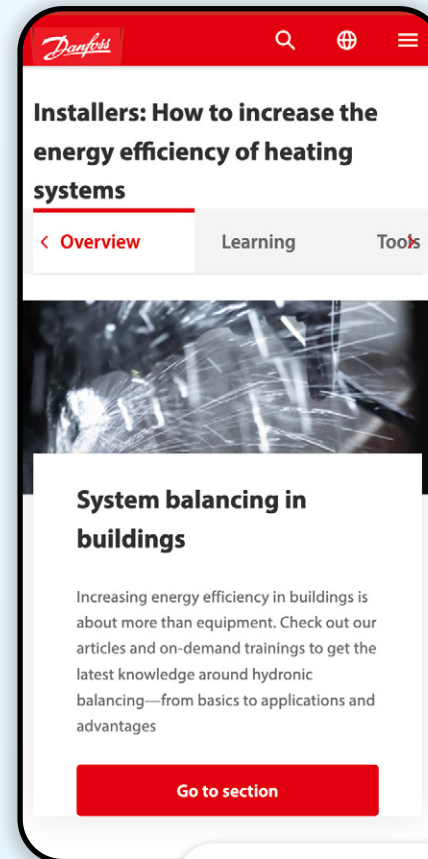 Danfoss
Installers: How to increase the
energy efficiency of heating
systems
Overview
Learning
Tools
System balancing in
buildings
Increasing energy efficiency in buildings is
about more than equipment. Check out our
articles and on-demand trainings to get the
latest knowledge around hydronic
balancing—from basics to applications and
advantages
Go to section